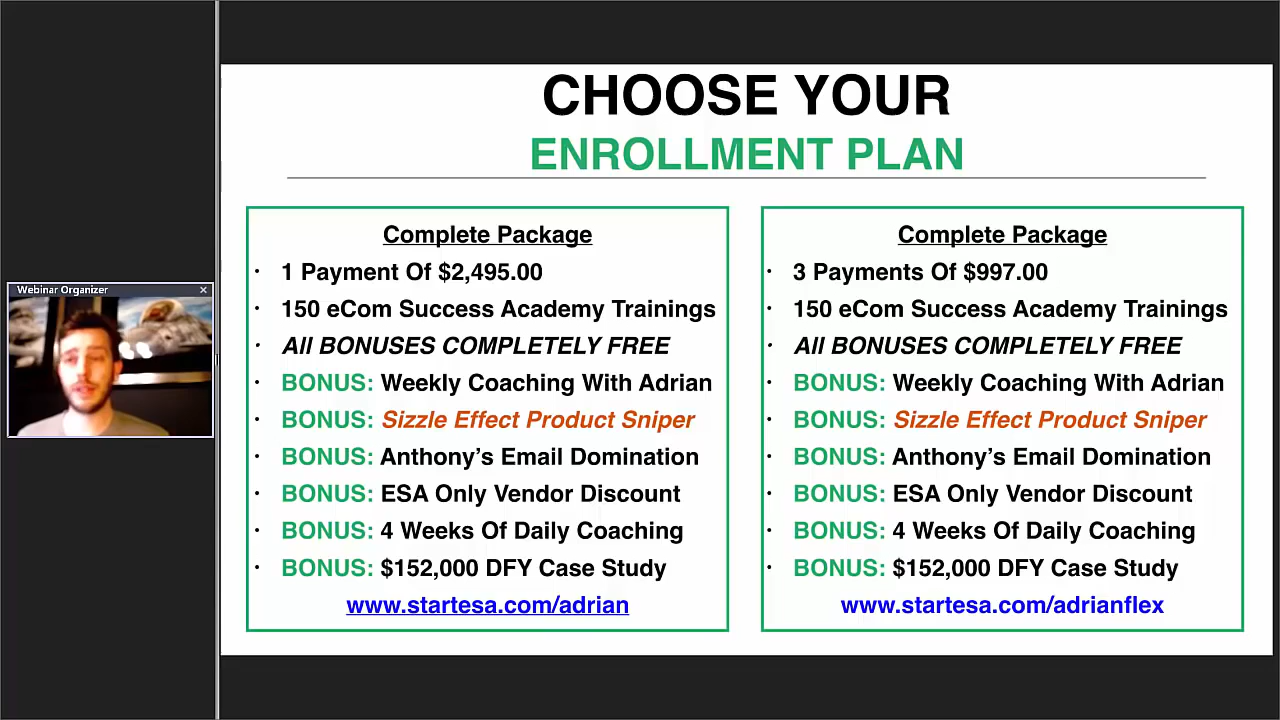 CHOOSE YOUR
ENROLLMENT PLAN
Webinar Organizer
Complete Package
· 1 Payment Of $2,495.00
· 150 eCom Success Academy Trainings
· All BONUSES COMPLETELY FREE
· BONUS: Weekly Coaching With Adrian
· BONUS: Sizzle Effect Product Sniper
· BONUS: Anthony’s Email Domination
· BONUS: ESA Only Vendor Discount
· BONUS: 4 Weeks Of Daily Coaching
· BONUS: $152,000 DFY Case Study
www.startesa.com/adrian
Complete Package
· 3 Payments Of $997.00
· 150 eCom Success Academy Trainings
· All BONUSES COMPLETELY FREE
· BONUS: Weekly Coaching With Adrian
· BONUS: Sizzle Effect Product Sniper
· BONUS: Anthony’s Email Domination
· BONUS: ESA Only Vendor Discount
· BONUS: 4 Weeks Of Daily Coaching
· BONUS: $152,000 DFY Case Study
www.startesa.com/adrianflex